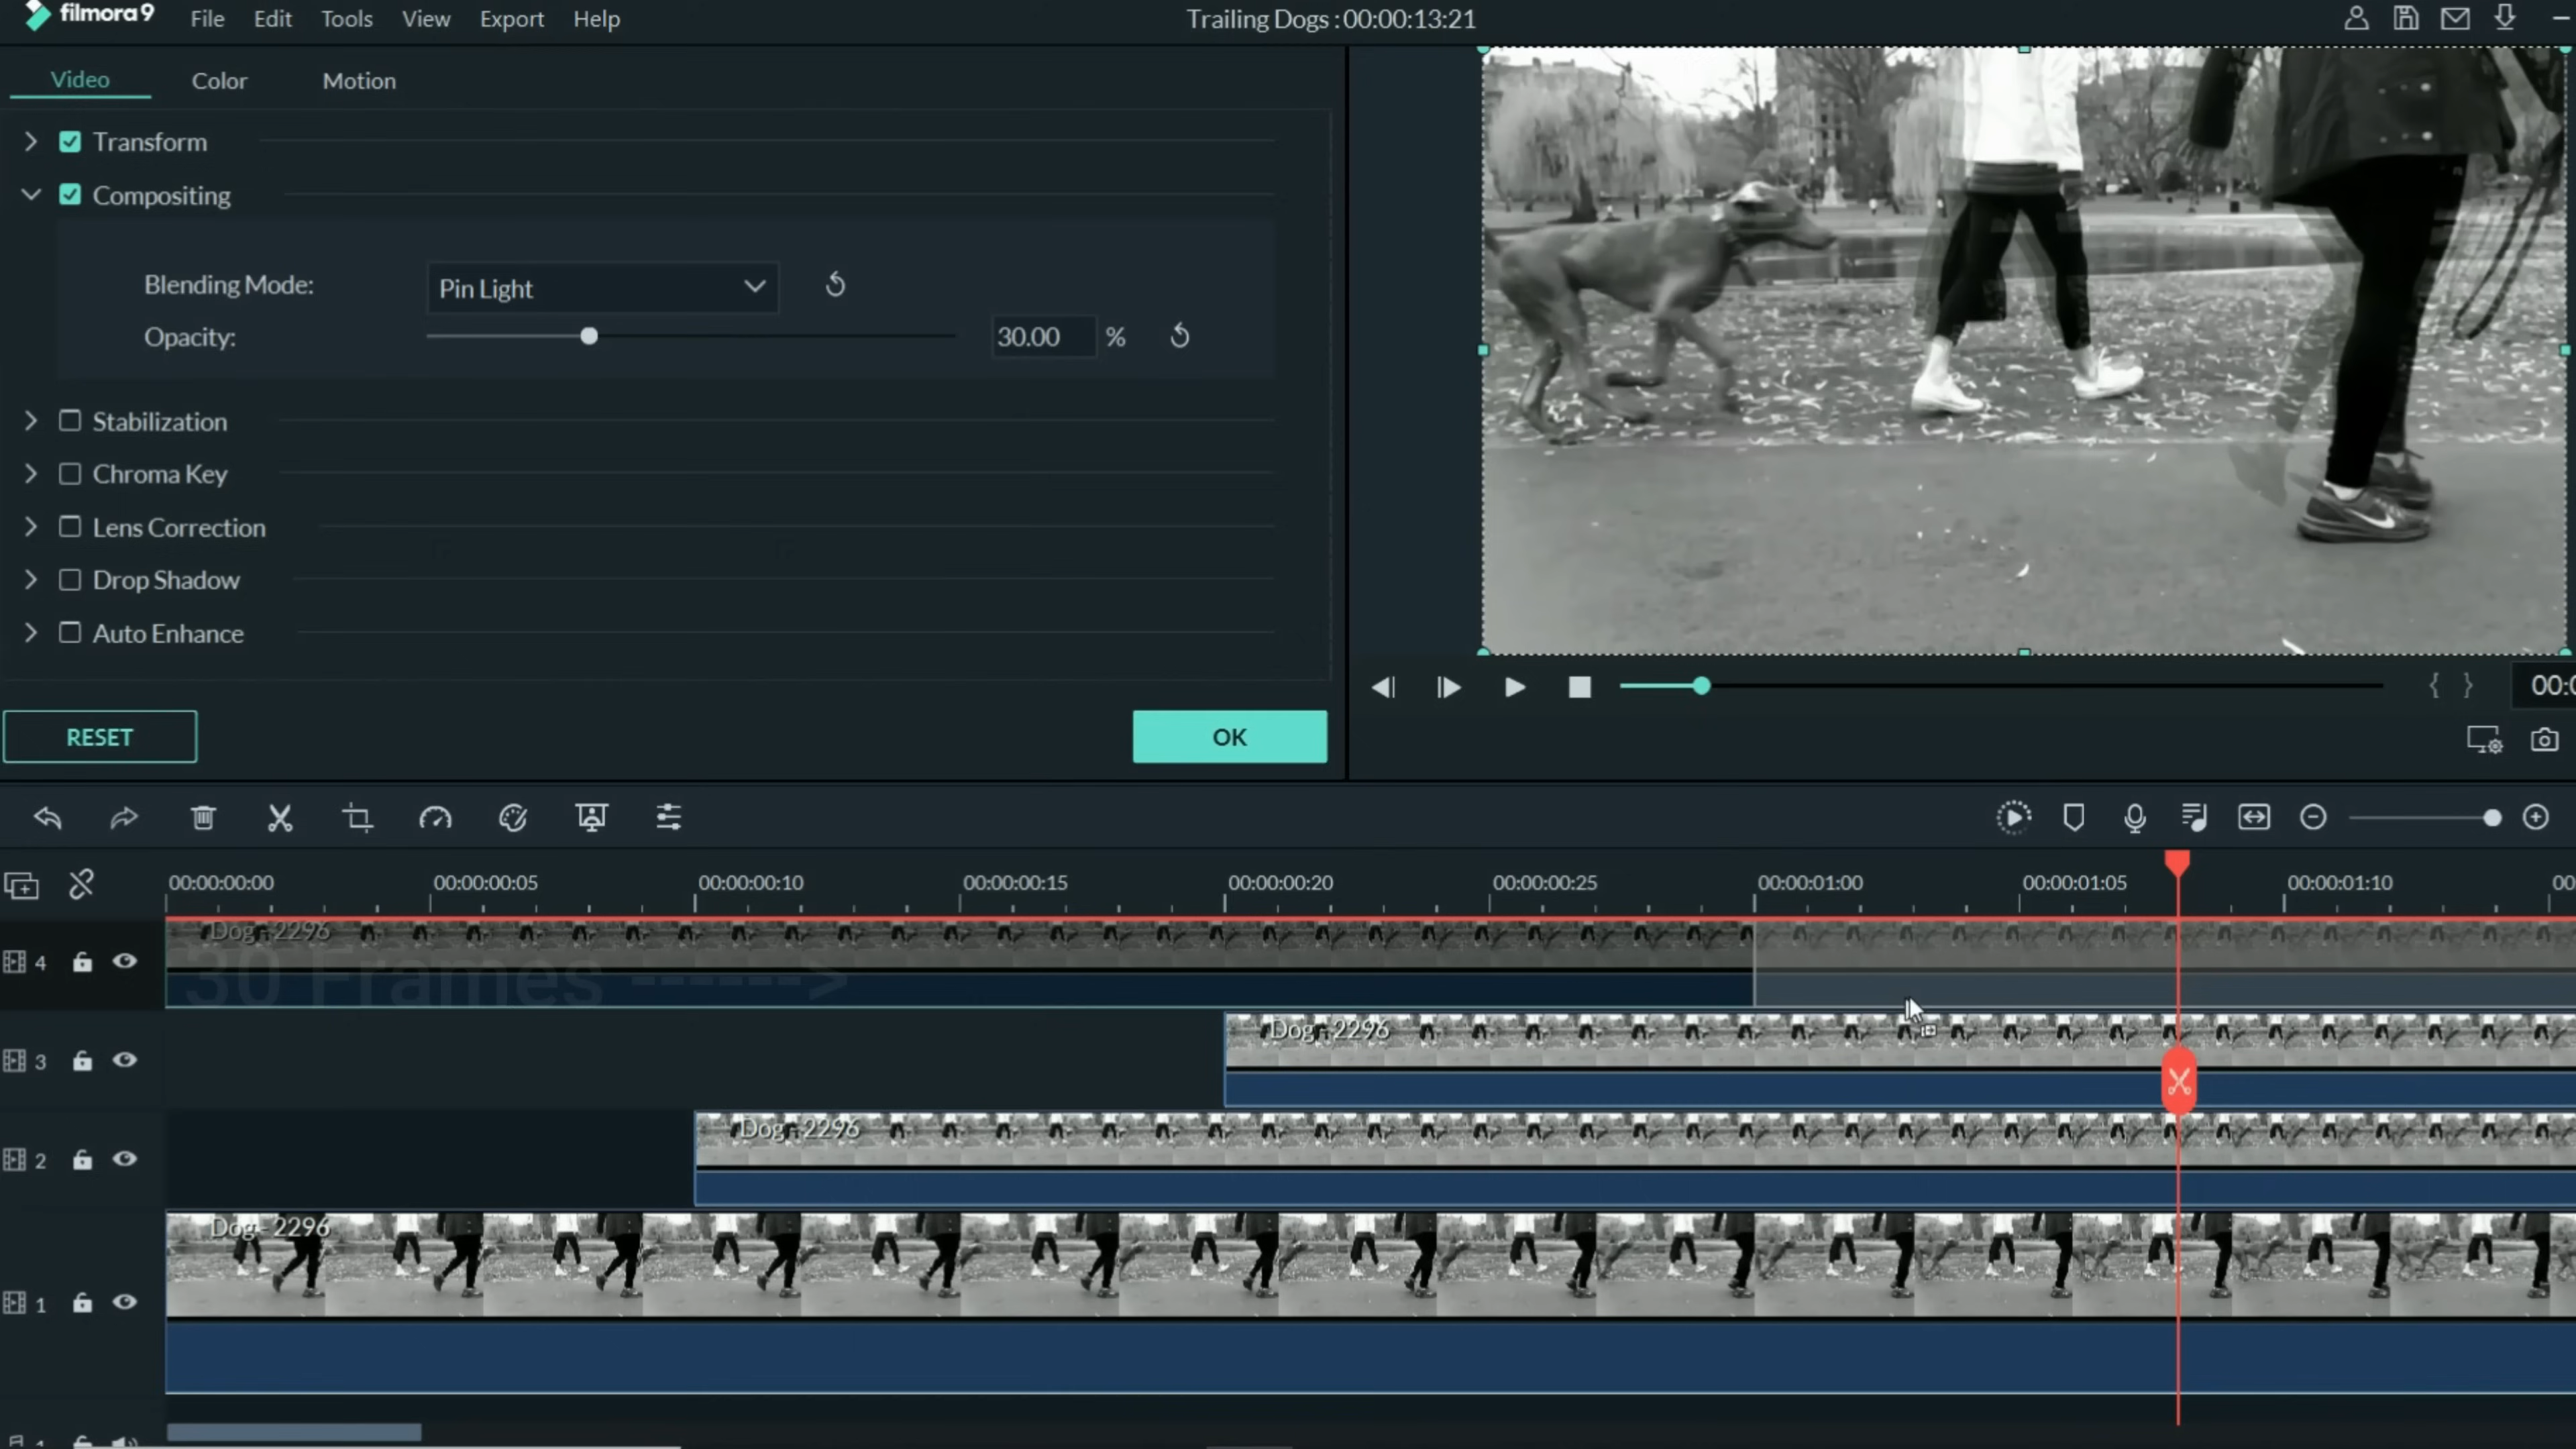 filmora9 File Edit Tools View Export Help Trailing Dogs : 00:00:13:21
Video Color Motion
Transform
Compositing
Blending Mode: Pin Light
Opacity: 30.00 %
Stabilization
Chroma Key
Lens Correction
Drop Shadow
Auto Enhance
{ }
RESET OK
00:00:00:00 00:00:00:05 00:00:00:10 00:00:00:15 00:00:00:20 00:00:00:25 00:00:01:00 00:00:01:05 00:00:01:10
Dog - 2296
4
30 Frames ------>
Dog - 2296
3
Dog - 2296
2
Dog - 2296
1